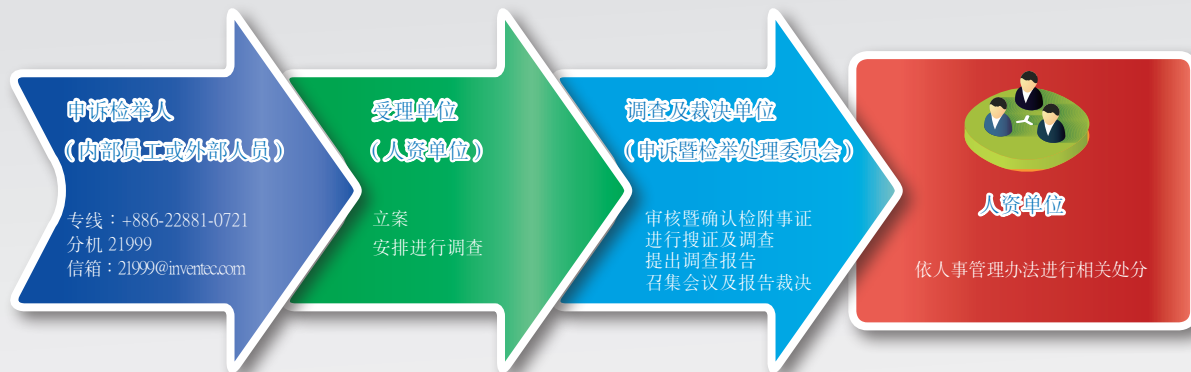 申诉检举人
（内部员工或外部人员）
专线：+886-22881-0721
分机 21999
信箱：21999@inventec.com
受理单位
（人资单位）
立案
安排进行调查
调查及裁决单位
（申诉暨检举处理委员会）
审核暨确认检附事证
进行搜证及调查
提出调查报告
召集会议及报告裁决
人资单位
依人事管理办法进行相关处分